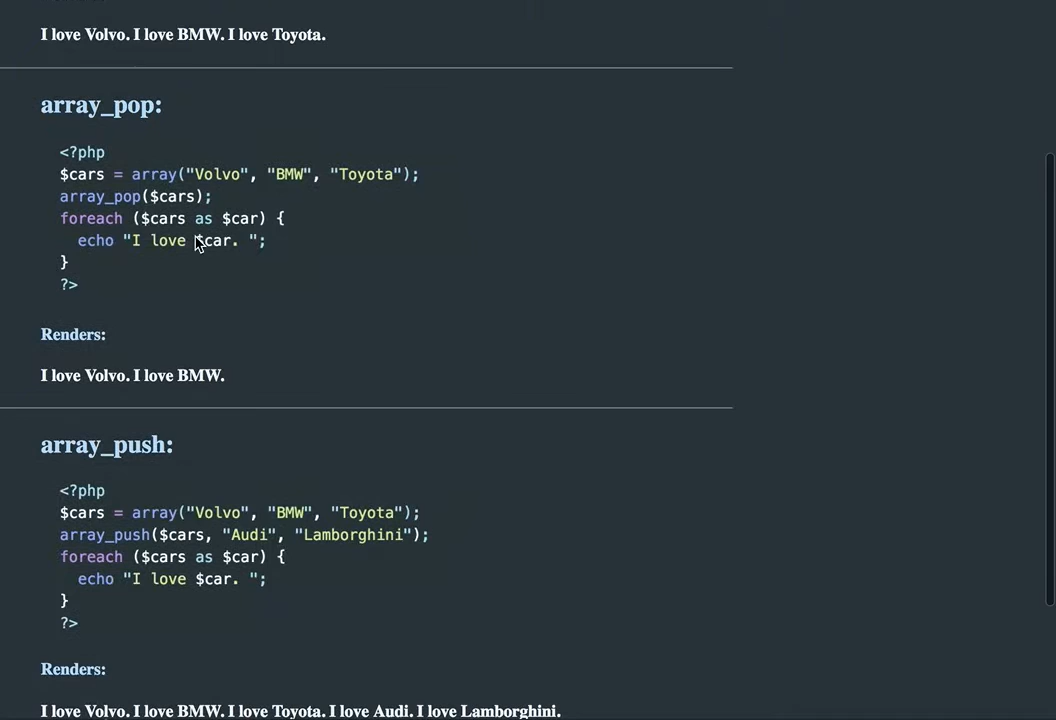 I love Volvo. I love BMW. I love Toyota.
array_pop:
<?php
$cars = array("Volvo", "BMW", "Toyota");
array_pop($cars);
foreach ($cars as $car) {
  echo "I love $car. ";
}
?>
Renders:
I love Volvo. I love BMW.
array_push:
<?php
$cars = array("Volvo", "BMW", "Toyota");
array_push($cars, "Audi", "Lamborghini");
foreach ($cars as $car) {
  echo "I love $car. ";
}
?>
Renders:
I love Volvo. I love BMW. I love Toyota. I love Audi. I love Lamborghini.